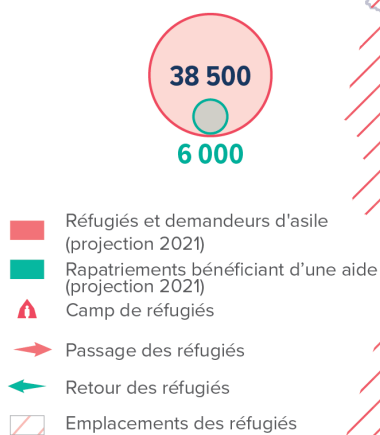 38 500
6 000
Réfugiés et demandeurs d'asile
(projection 2021)
Rapatriements bénéficiant d’une aide
(projection 2021)
Camp de réfugiés
Passage des réfugiés
Retour des réfugiés
Emplacements des réfugiés